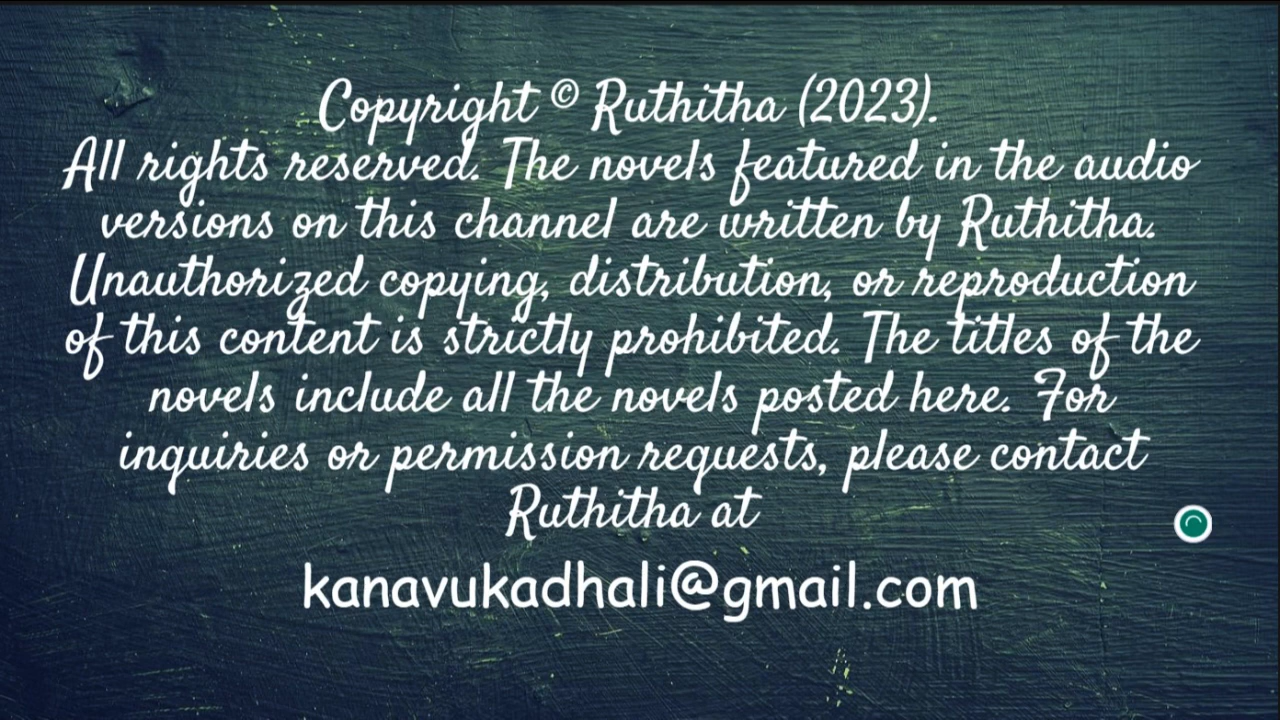 Copyright © Ruthitha (2023).
All rights reserved. The novels featured in the audio
versions on this channel are written by Ruthitha.
Unauthorized copying, distribution, or reproduction
of this content is strictly prohibited. The titles of the
novels include all the novels posted here. For
inquiries or permission requests, please contact
Ruthitha at
kanavukadhali@gmail.com